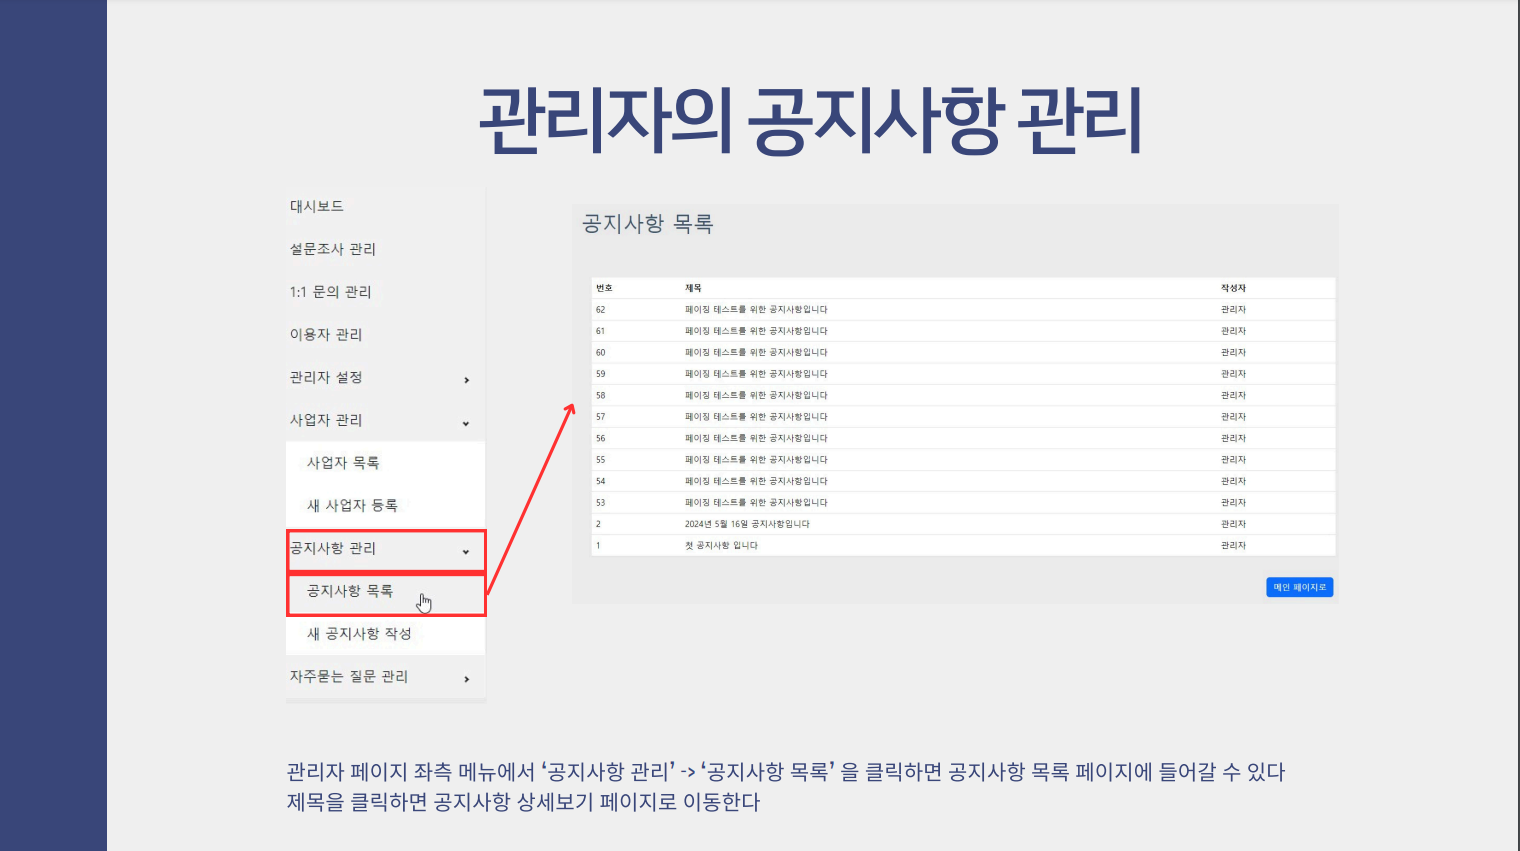 관리자의 공지사항 관리
대시보드
설문조사 관리
1:1 문의 관리
이용자 관리
관리자 설정
사업자 관리
사업자 목록
새 사업자 등록
공지사항 관리
공지사항 목록
새 공지사항 작성
자주묻는 질문 관리
공지사항 목록
번호 제목 작성자
62 페이징 테스트를 위한 공지사항입니다 관리자
61 페이징 테스트를 위한 공지사항입니다 관리자
60 페이징 테스트를 위한 공지사항입니다 관리자
59 페이징 테스트를 위한 공지사항입니다 관리자
58 페이징 테스트를 위한 공지사항입니다 관리자
57 페이징 테스트를 위한 공지사항입니다 관리자
56 페이징 테스트를 위한 공지사항입니다 관리자
55 페이징 테스트를 위한 공지사항입니다 관리자
54 페이징 테스트를 위한 공지사항입니다 관리자
53 페이징 테스트를 위한 공지사항입니다 관리자
2 2024년 5월 16일 공지사항입니다 관리자
1 첫 공지사항 입니다 관리자
메인 페이지로
관리자 페이지 좌측 메뉴에서 ‘공지사항 관리’ -> ‘공지사항 목록’ 을 클릭하면 공지사항 목록 페이지에 들어갈 수 있다
제목을 클릭하면 공지사항 상세보기 페이지로 이동한다